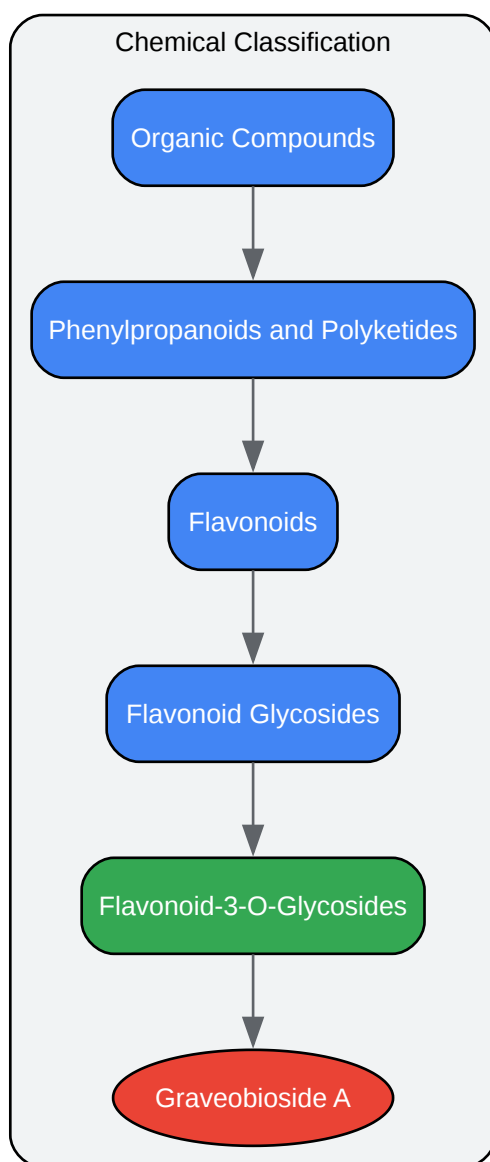 Chemical Classification
Organic Compounds
Phenylpropanoids and Polyketides
Flavonoids
Flavonoid Glycosides
Flavonoid-3-O-Glycosides
Graveobioside A